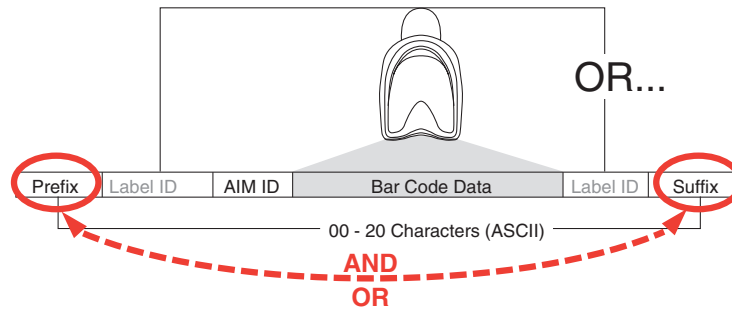 OR...
Prefix Label ID AIM ID Bar Code Data Label ID Suffix
00 - 20 Characters (ASCII)
AND
OR